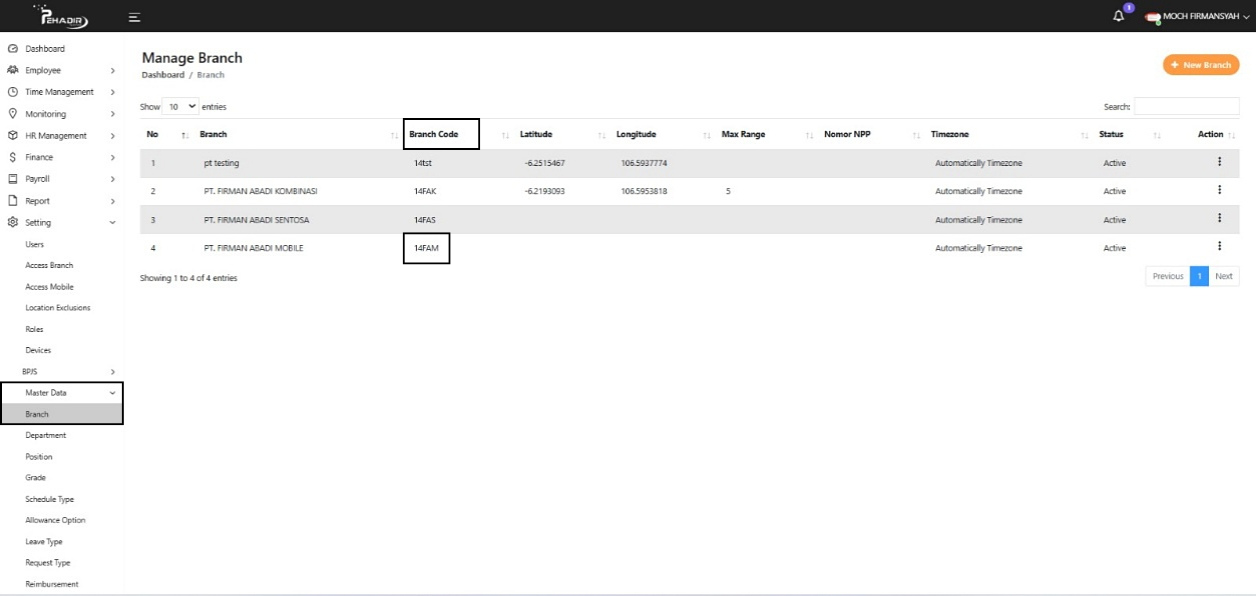 PEHADIR
3
MOCH FIRMANSYAH
Dashboard
Employee
Time Management
Monitoring
HR Management
Finance
Payroll
Report
Setting
Users
Access Branch
Access Mobile
Location Exclusions
Roles
Devices
BPJS
Master Data
Branch
Department
Position
Grade
Schedule Type
Allowance Option
Leave Type
Request Type
Reimbursement
Manage Branch
Dashboard / Branch
+ New Branch
Show 10 entries
Search:
No Branch Branch Code Latitude Longitude Max Range Nomor NPP Timezone Status Action
1 pt testing 14tst -6.2515467 106.5937774 Automatically Timezone Active
2 PT. FIRMAN ABADI KOMBINASI 14FAK -6.2193093 106.5953818 5 Automatically Timezone Active
3 PT. FIRMAN ABADI SENTOSA 14FAS Automatically Timezone Active
4 PT. FIRMAN ABADI MOBILE 14FAM Automatically Timezone Active
Showing 1 to 4 of 4 entries
Previous 1 Next